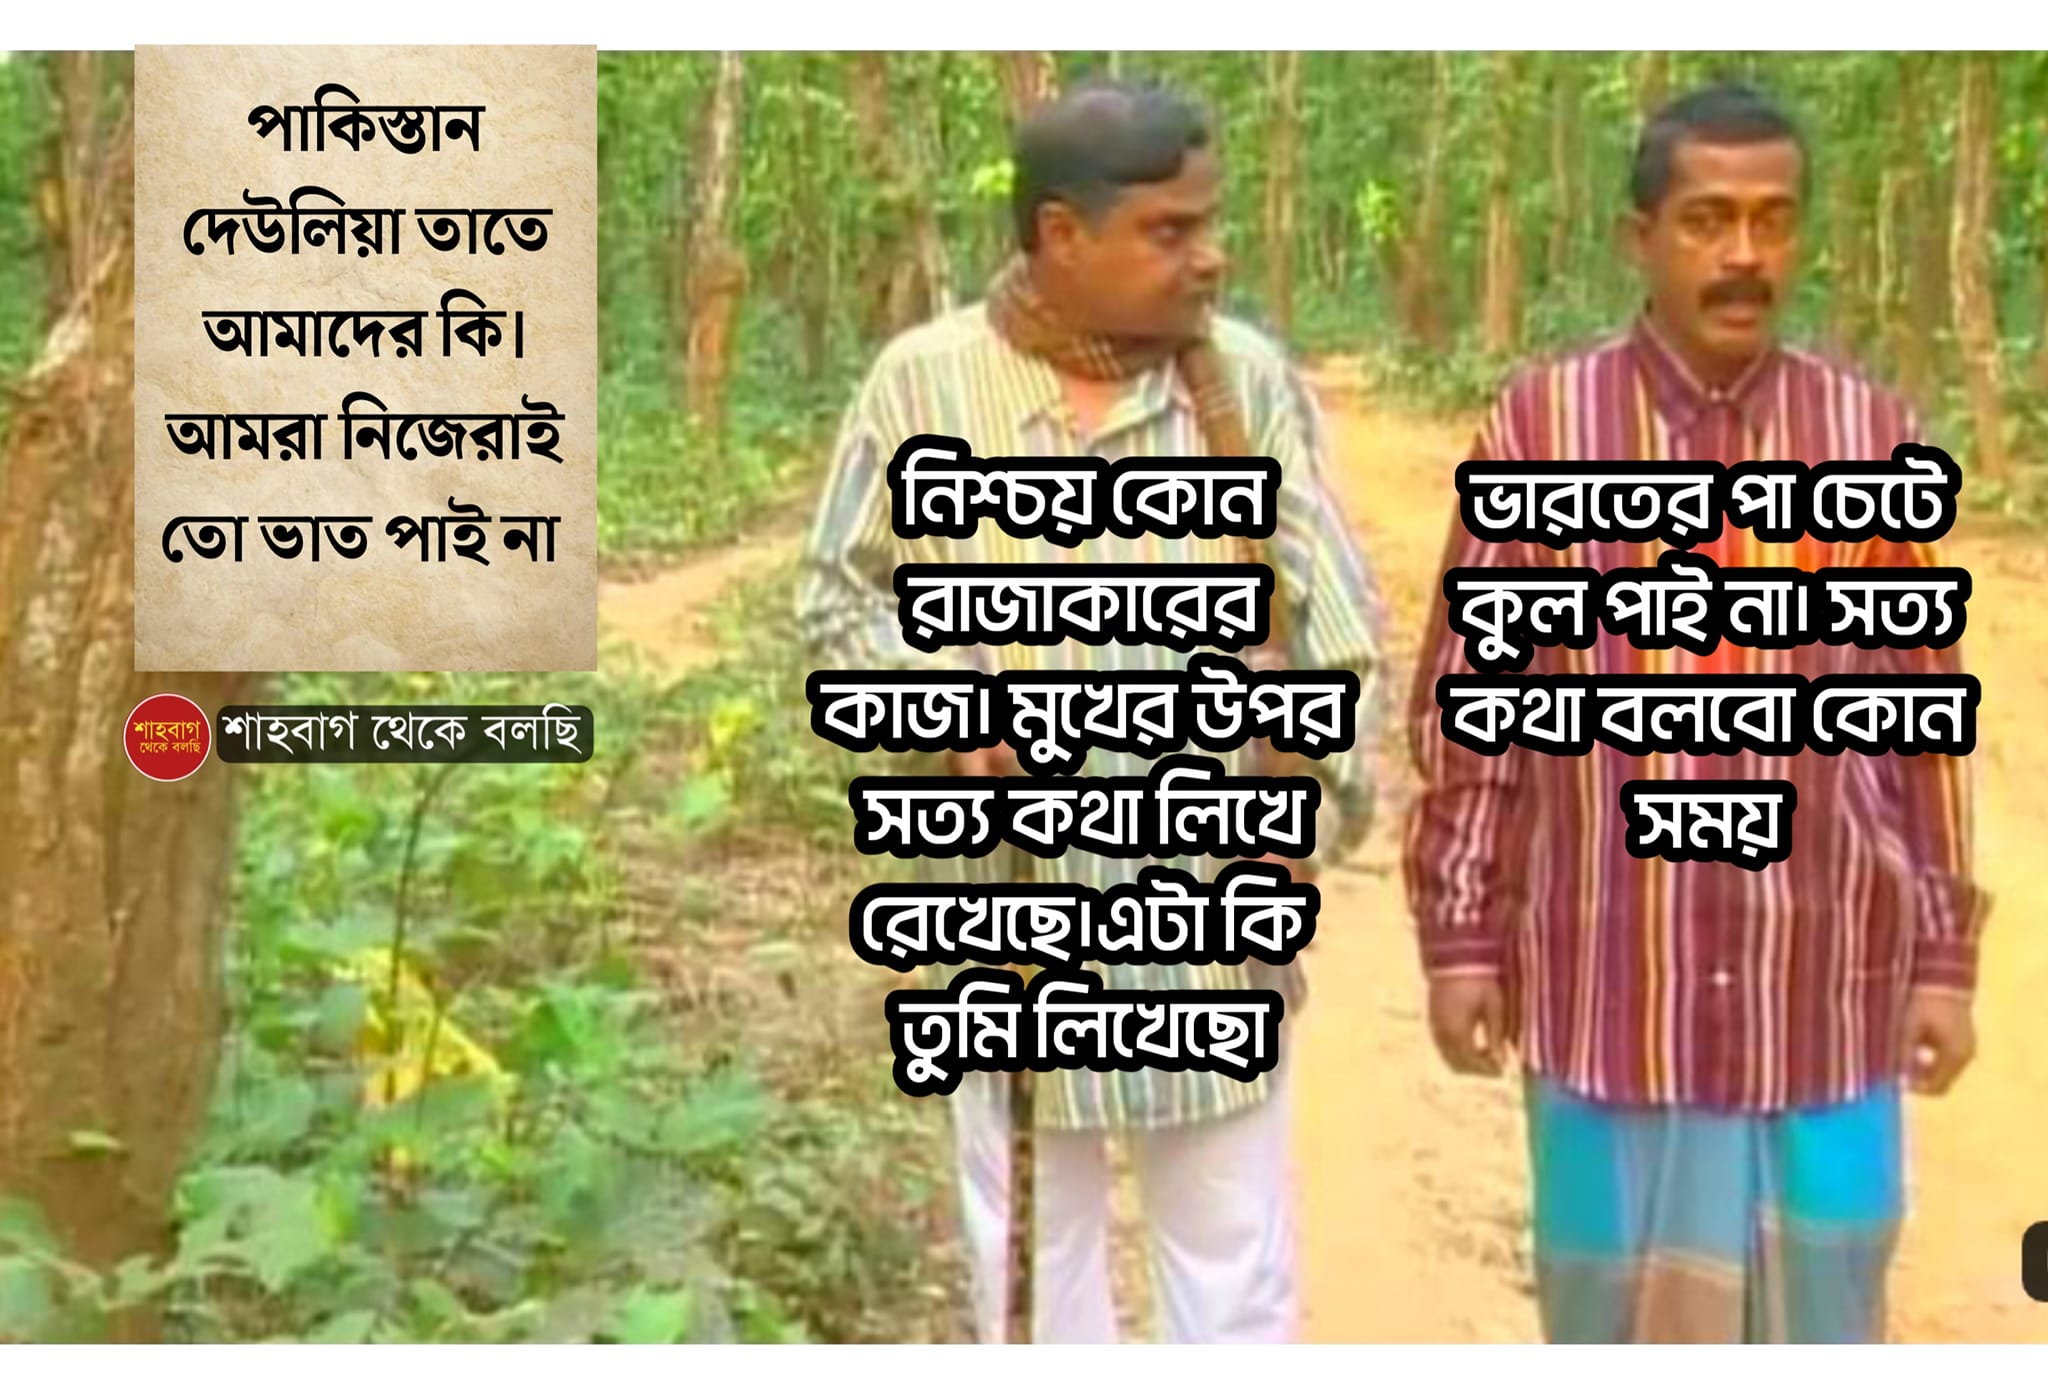 পাকিস্তান
দেউলিয়া তাতে
আমাদের কি।
আমরা নিজেরাই
তো ভাত পাই না
শাহবাগ
থেকে বলছি
শাহবাগ থেকে বলছি
নিশ্চয় কোন
রাজাকারের
কাজ। মুখের উপর
সত্য কথা লিখে
রেখেছে।এটা কি
তুমি লিখেছো
ভারতের পা চেটে
কুল পাই না। সত্য
কথা বলবো কোন
সময়